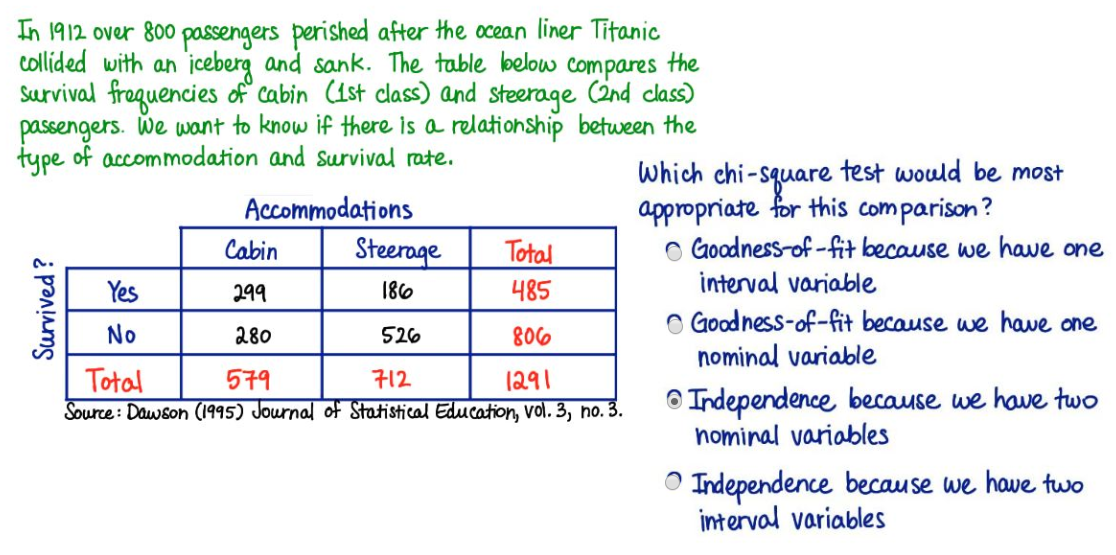 In 1912 over 800 passengers perished after the ocean liner Titanic
collided with an iceberg and sank. The table below compares the
survival frequencies of cabin (1st class) and steerage (2nd class)
passengers. We want to know if there is a relationship between the
type of accommodation and survival rate.
Accommodations
Cabin Steerage Total
Survived?
Yes 299 186 485
No 280 526 806
Total 579 712 1291
Source: Dawson (1995) Journal of Statistical Education, vol. 3, no. 3.
Which chi-square test would be most
appropriate for this comparison?
Goodness-of-fit because we have one
interval variable
Goodness-of-fit because we have one
nominal variable
Independence because we have two
nominal variables
Independence because we have two
interval variables